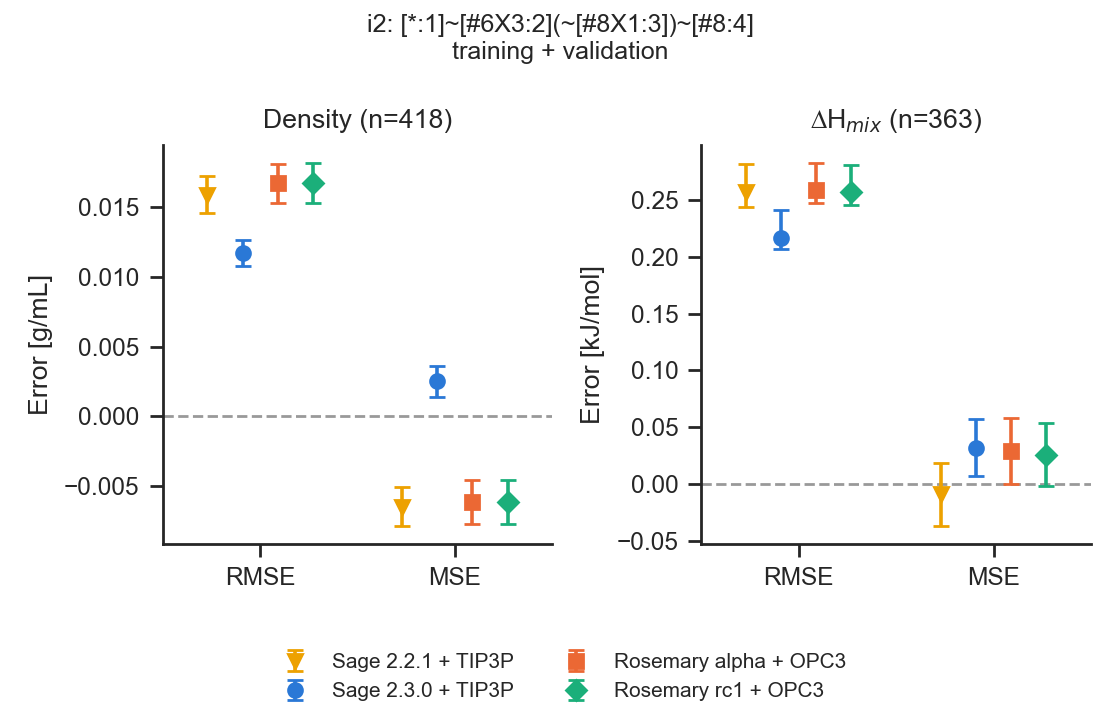 i2: [*:1]~[#6X3:2](~[#8X1:3])~[#8:4]
training + validation
Density (n=418)
Error [g/mL]
0.015
0.010
0.005
0.000
−0.005
RMSE
MSE
ΔHmix (n=363)
Error [kJ/mol]
0.25
0.20
0.15
0.10
0.05
0.00
−0.05
RMSE
MSE
Sage 2.2.1 + TIP3P
Sage 2.3.0 + TIP3P
Rosemary alpha + OPC3
Rosemary rc1 + OPC3